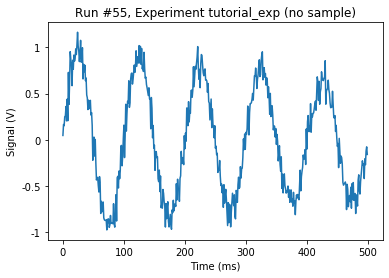 Run #55, Experiment tutorial_exp (no sample)
Signal (V)
1
0.5
0
-0.5
-1
0 100 200 300 400 500
Time (ms)